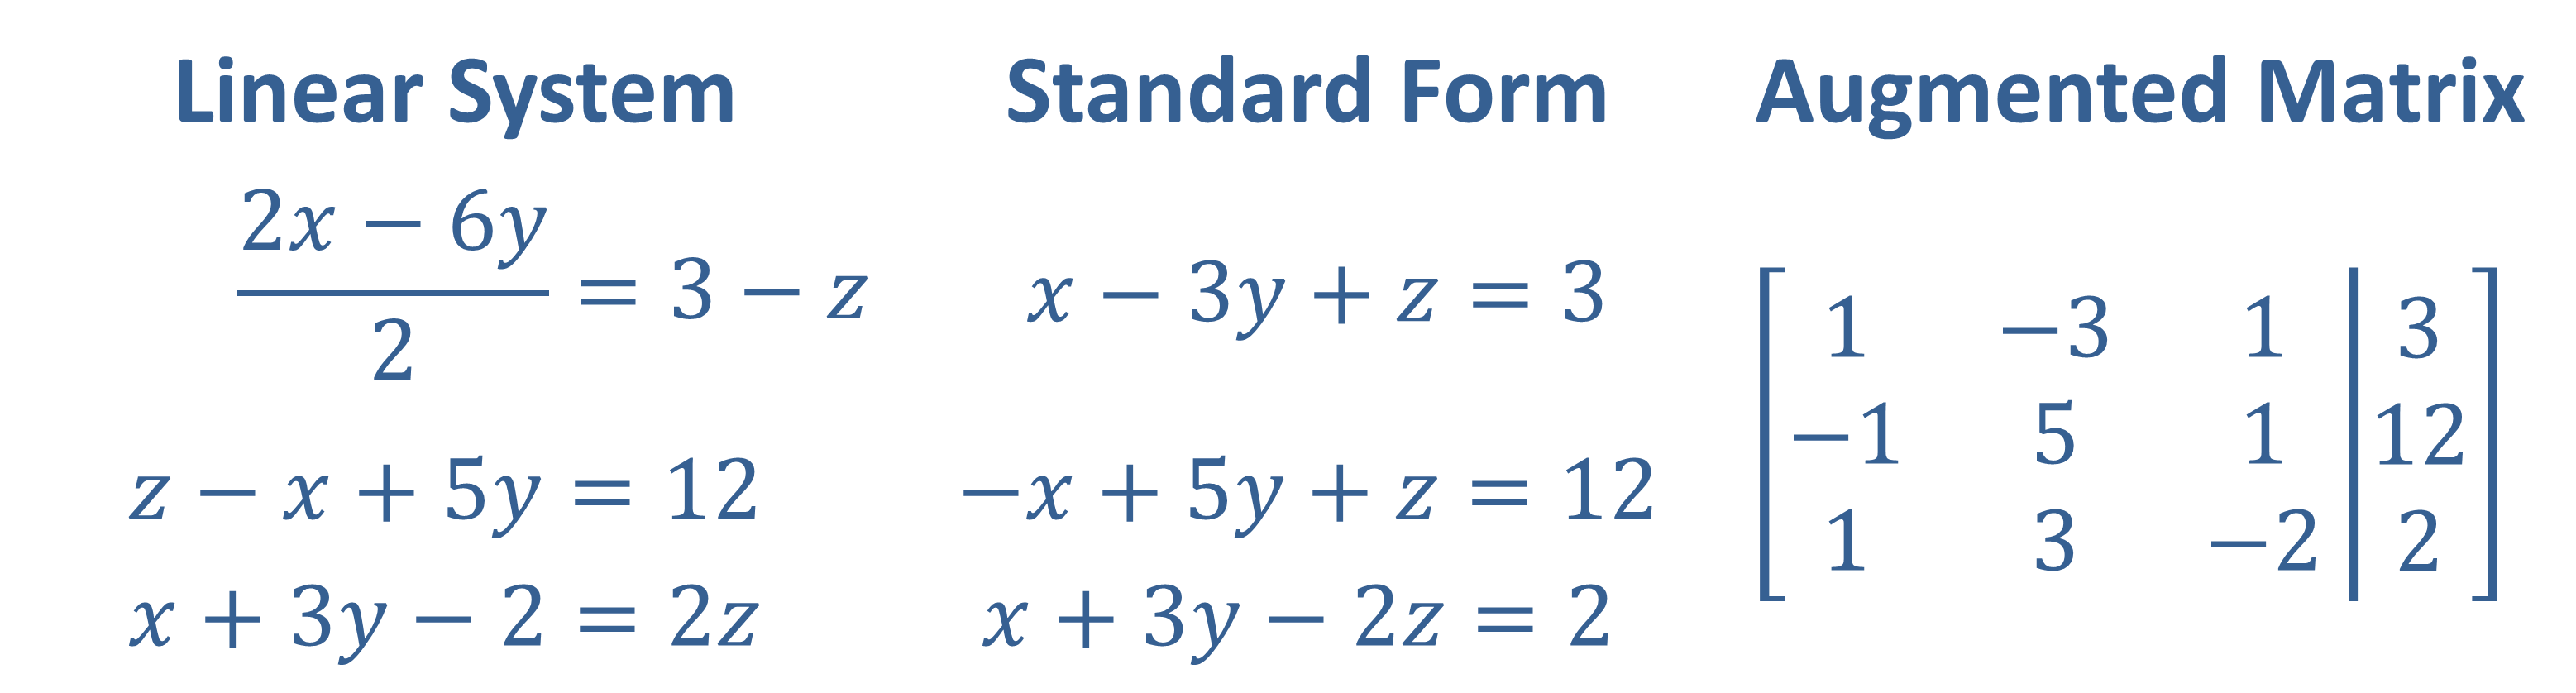 Linear System
Standard Form
Augmented Matrix
2x − 6y
2
= 3 − z
x − 3y + z = 3
z − x + 5y = 12
−x + 5y + z = 12
x + 3y − 2 = 2z
x + 3y − 2z = 2
1 −3 1 | 3
−1 5 1 | 12
1 3 −2 | 2